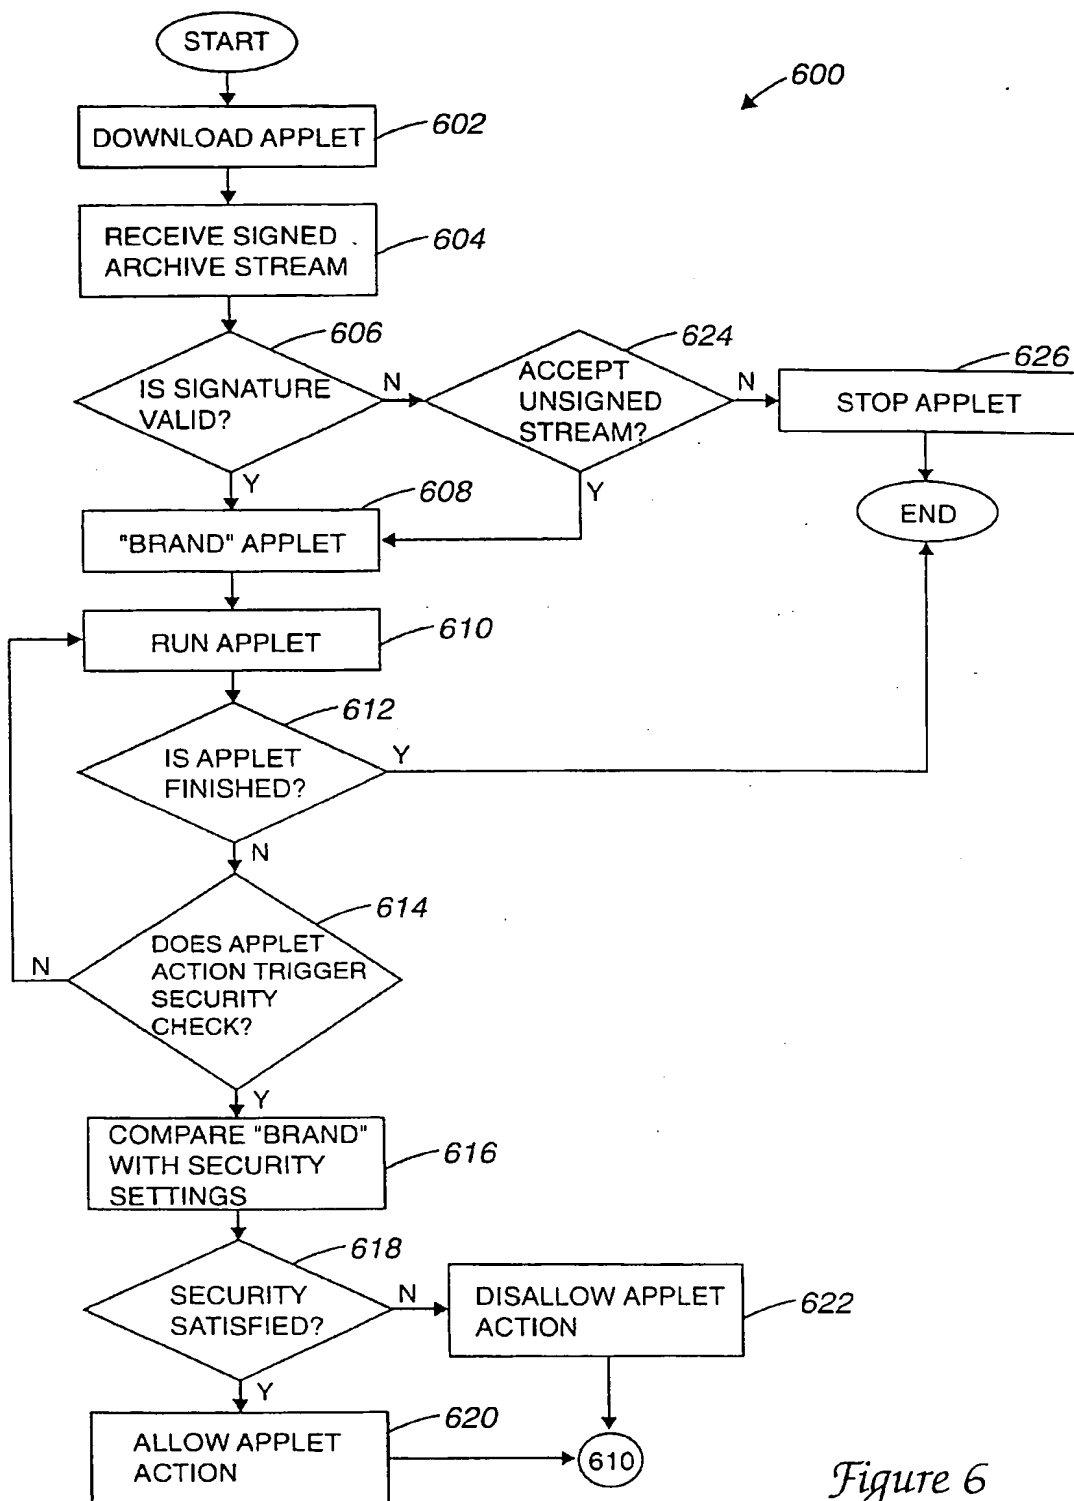 START
600
DOWNLOAD APPLET
602
RECEIVE SIGNED
ARCHIVE STREAM
604
IS SIGNATURE
VALID?
606
N
Y
ACCEPT
UNSIGNED
STREAM?
624
N
Y
STOP APPLET
626
END
"BRAND" APPLET
608
RUN APPLET
610
IS APPLET
FINISHED?
612
Y
N
DOES APPLET
ACTION TRIGGER
SECURITY
CHECK?
614
N
Y
COMPARE "BRAND"
WITH SECURITY
SETTINGS
616
SECURITY
SATISFIED?
618
N
Y
DISALLOW APPLET
ACTION
622
ALLOW APPLET
ACTION
620
610
Figure 6